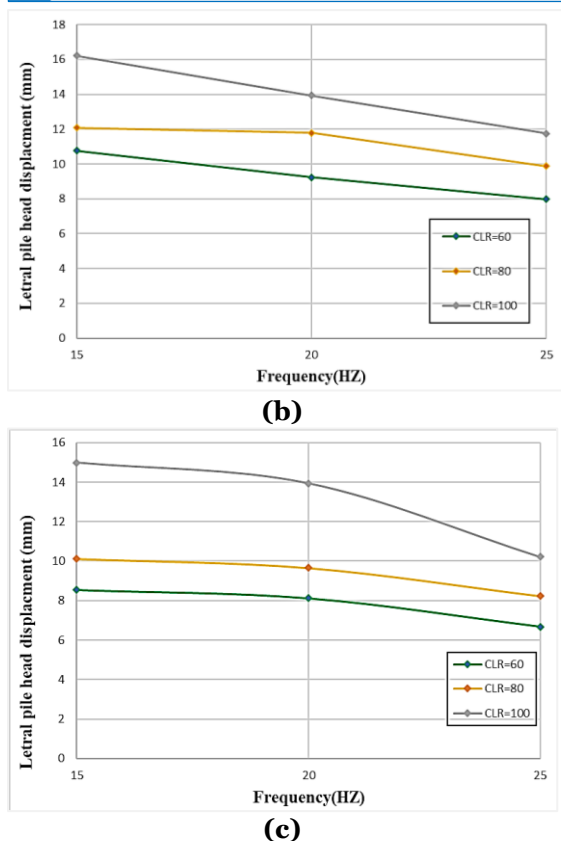 18
16
14
12
10
8
6
4
2
0
Letral pile head displacment (mm)
CLR=60
CLR=80
CLR=100
15 20 25
Frequency(HZ)
(b)
16
14
12
10
8
6
4
2
0
Letral pile head displacment (mm)
CLR=60
CLR=80
CLR=100
15 20 25
Frequency(HZ)
(c)